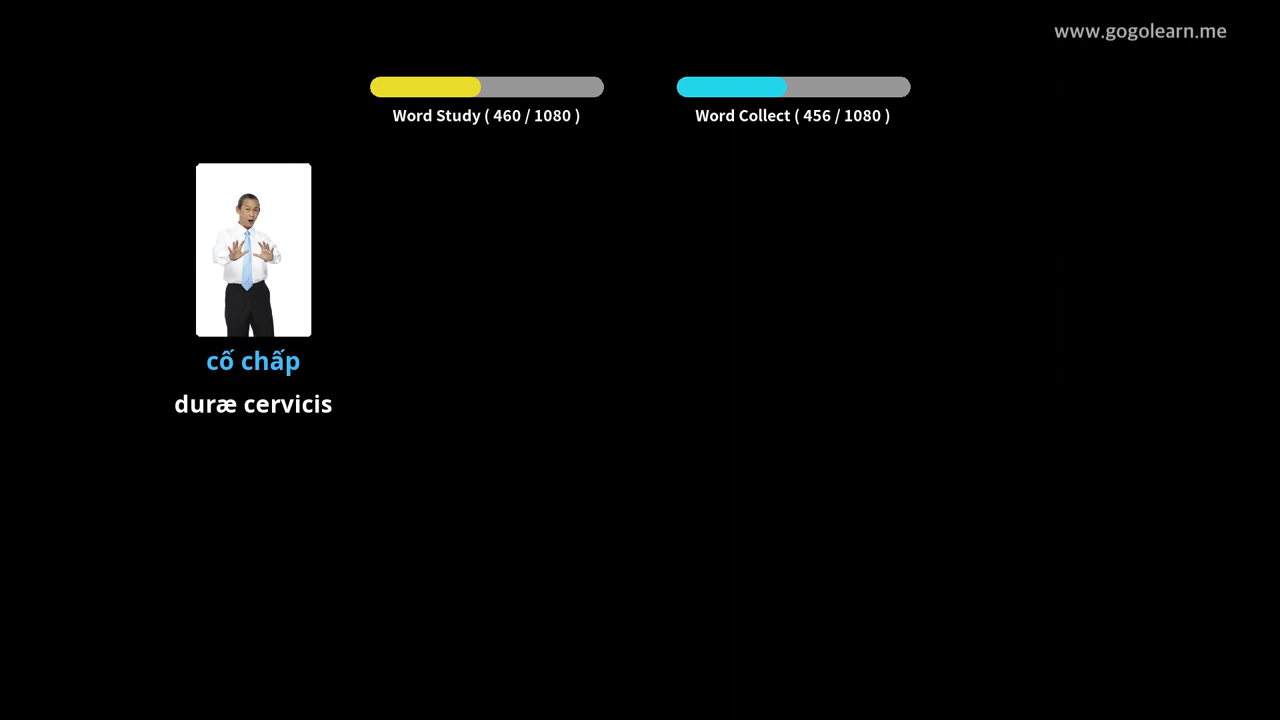 www.gogolearn.me
Word Study ( 460 / 1080 )
Word Collect ( 456 / 1080 )
cố chấp
duræ cervicis